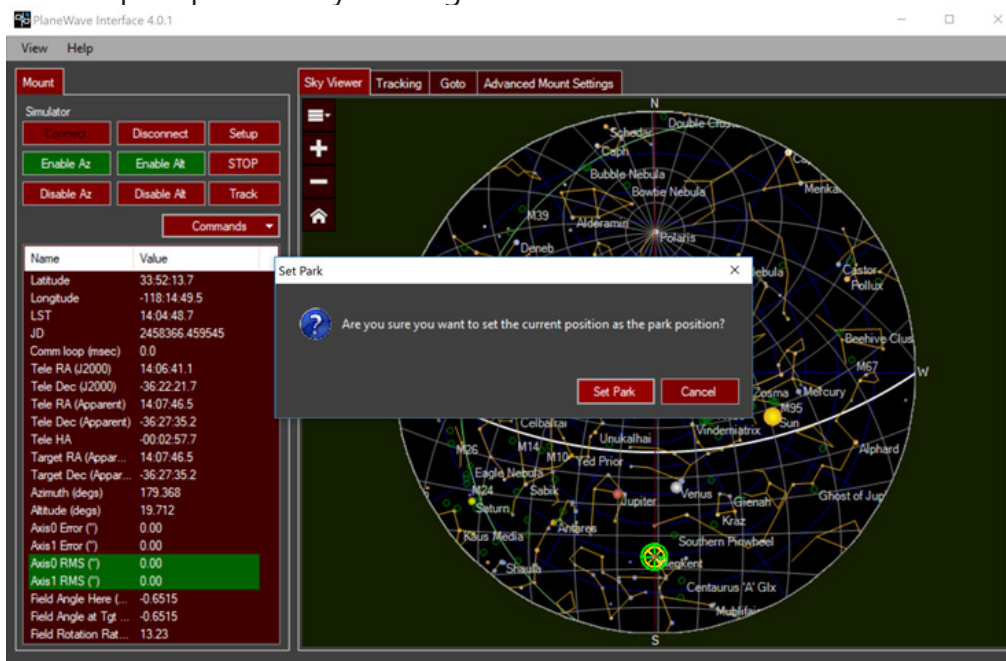 PlaneWave Interface 4.0.1
View Help
Mount
Simulator
Connect Disconnect Setup
Enable Az Enable Alt STOP
Disable Az Disable Alt Track
Commands
Name Value
Latitude 33:52:13.7
Longitude -118:14:49.5
LST 14:04:48.7
JD 2458366.459545
Comm loop (msec) 0.0
Tele RA (J2000) 14:06:41.1
Tele Dec (J2000) -36:22:21.7
Tele RA (Apparent) 14:07:46.5
Tele Dec (Apparent) -36:27:35.2
Tele HA -00:02:57.7
Target RA (Appar... 14:07:46.5
Target Dec (Appar... -36:27:35.2
Azimuth (degs) 179.368
Altitude (degs) 19.712
Axis0 Error (") 0.00
Axis1 Error (") 0.00
Axis0 RMS (") 0.00
Axis1 RMS (") 0.00
Field Angle Here (... -0.6515
Field Angle at Tgt ... -0.6515
Field Rotation Rat... 13.23
Sky Viewer Tracking Goto Advanced Mount Settings
N
Schedar Double
Caph
Bubble Nebula
Bowtie Nebula
Menka
M39
Alderamin
Polaris
Deneb
Castor
Pollux
Set Park
Are you sure you want to set the current position as the park position?
Set Park Cancel
Beehive Clus
M67
W
Zosma Mercury
M95
Sun
Celbalrai
Unukalhai
Vindemiatrix
Alphard
M26
M14
M10
Yed Prior
Eagle Nebula
M24
Sabik
Jupiter
Venus
Gienah
Ghost of Jup
Saturn
Antares
Kraz
Kaus Media
Southern Pinwheel
Shaula
Centaurus 'A' Glx
S